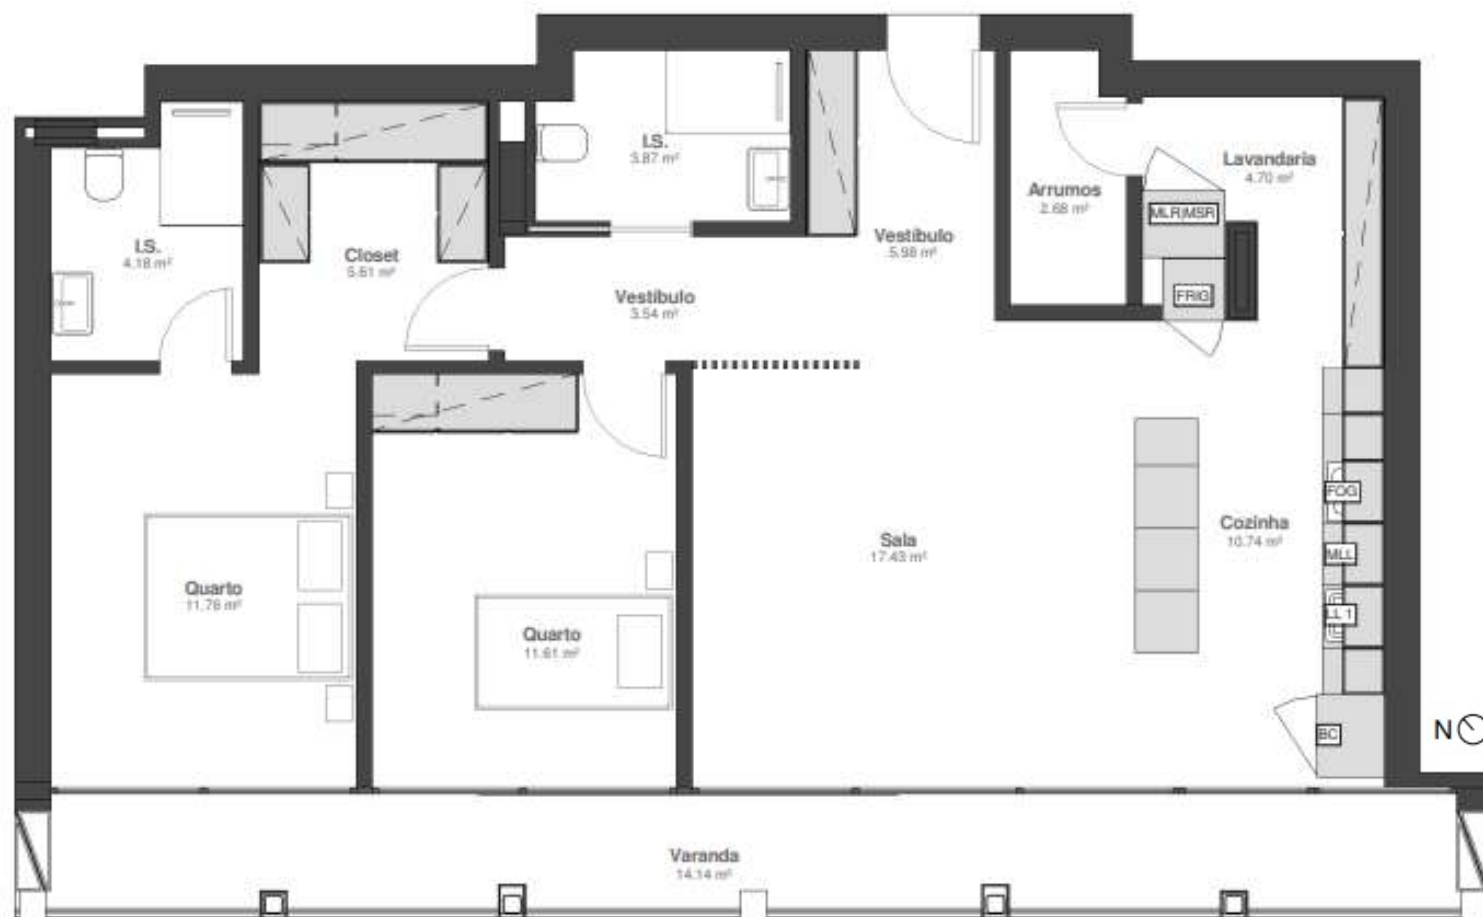 I.S.
3.87 m²
Lavandaria
4.70 m²
Arrumos
2.68 m²
MLR|MSR
I.S.
4.18 m²
Closet
5.61 m²
Vestíbulo
5.98 m²
Vestíbulo
3.54 m²
FRIG
FOG
Cozinha
10.74 m²
Sala
17.43 m²
MLL
Quarto
11.76 m²
LL 1
Quarto
11.61 m²
BC
N
Varanda
14.14 m²